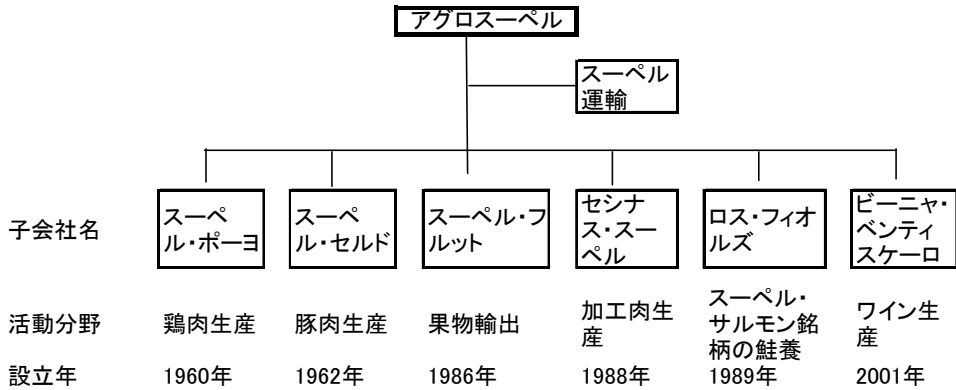 アグロスーペル
スーペル
運輸
子会社名
スーペ
ル・ポーヨ
スーペ
ル・セルド
スーペル・フ
ルット
セシナ
ス・スー
ペル
ロス・フィオ
ルズ
ビーニャ・
ベンティ
スケーロ
活動分野
鶏肉生産
豚肉生産
果物輸出
加工肉生
産
スーペル・
サルモン銘
柄の鮭養
ワイン生
産
設立年
1960年
1962年
1986年
1988年
1989年
2001年